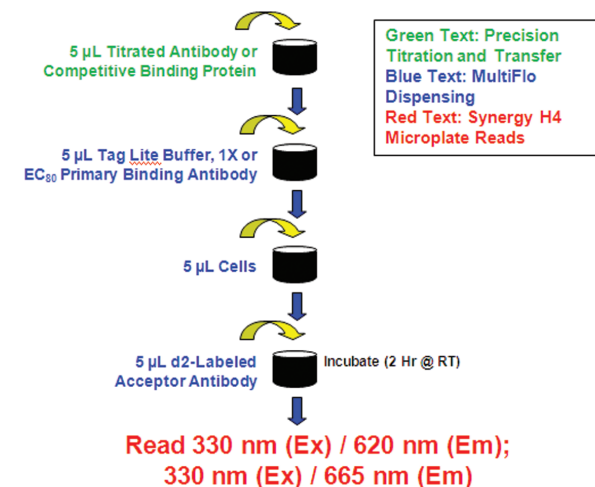 5 µL Titrated Antibody or
Competitive Binding Protein
Green Text: Precision
Titration and Transfer
Blue Text: MultiFlo
Dispensing
Red Text: Synergy H4
Microplate Reads
5 µL Tag Lite Buffer, 1X or
EC80 Primary Binding Antibody
5 µL Cells
5 µL d2-Labeled
Acceptor Antibody
Incubate (2 Hr @ RT)
Read 330 nm (Ex) / 620 nm (Em);
330 nm (Ex) / 665 nm (Em)